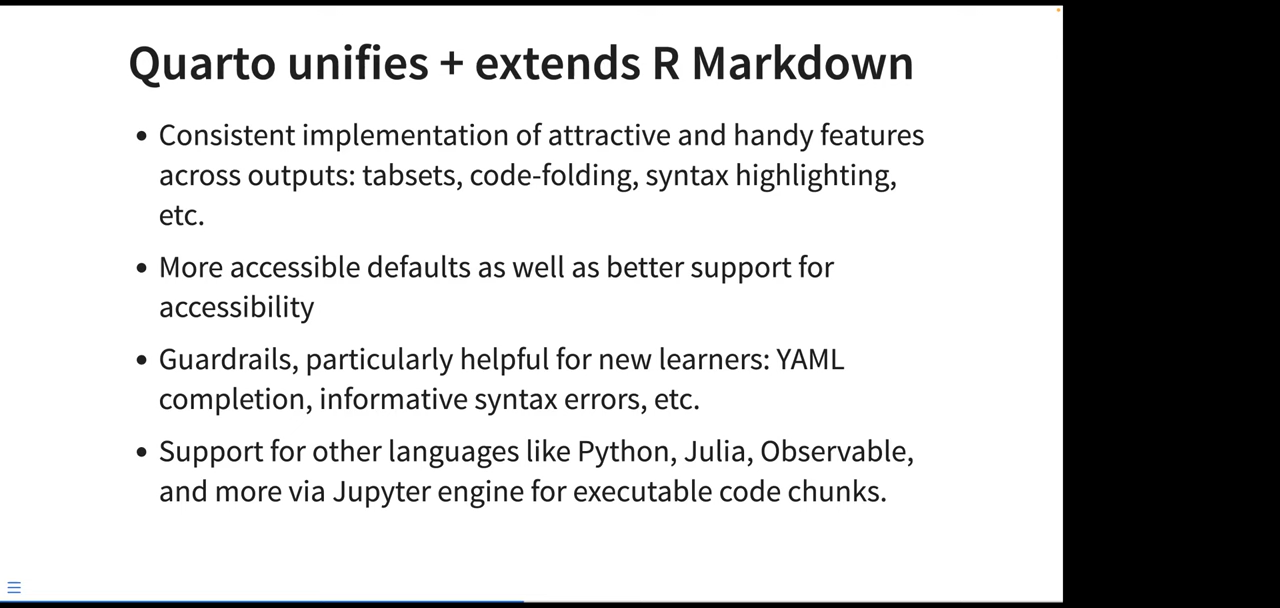 Quarto unifies + extends R Markdown
• Consistent implementation of attractive and handy features
across outputs: tabsets, code-folding, syntax highlighting,
etc.
• More accessible defaults as well as better support for
accessibility
• Guardrails, particularly helpful for new learners: YAML
completion, informative syntax errors, etc.
• Support for other languages like Python, Julia, Observable,
and more via Jupyter engine for executable code chunks.